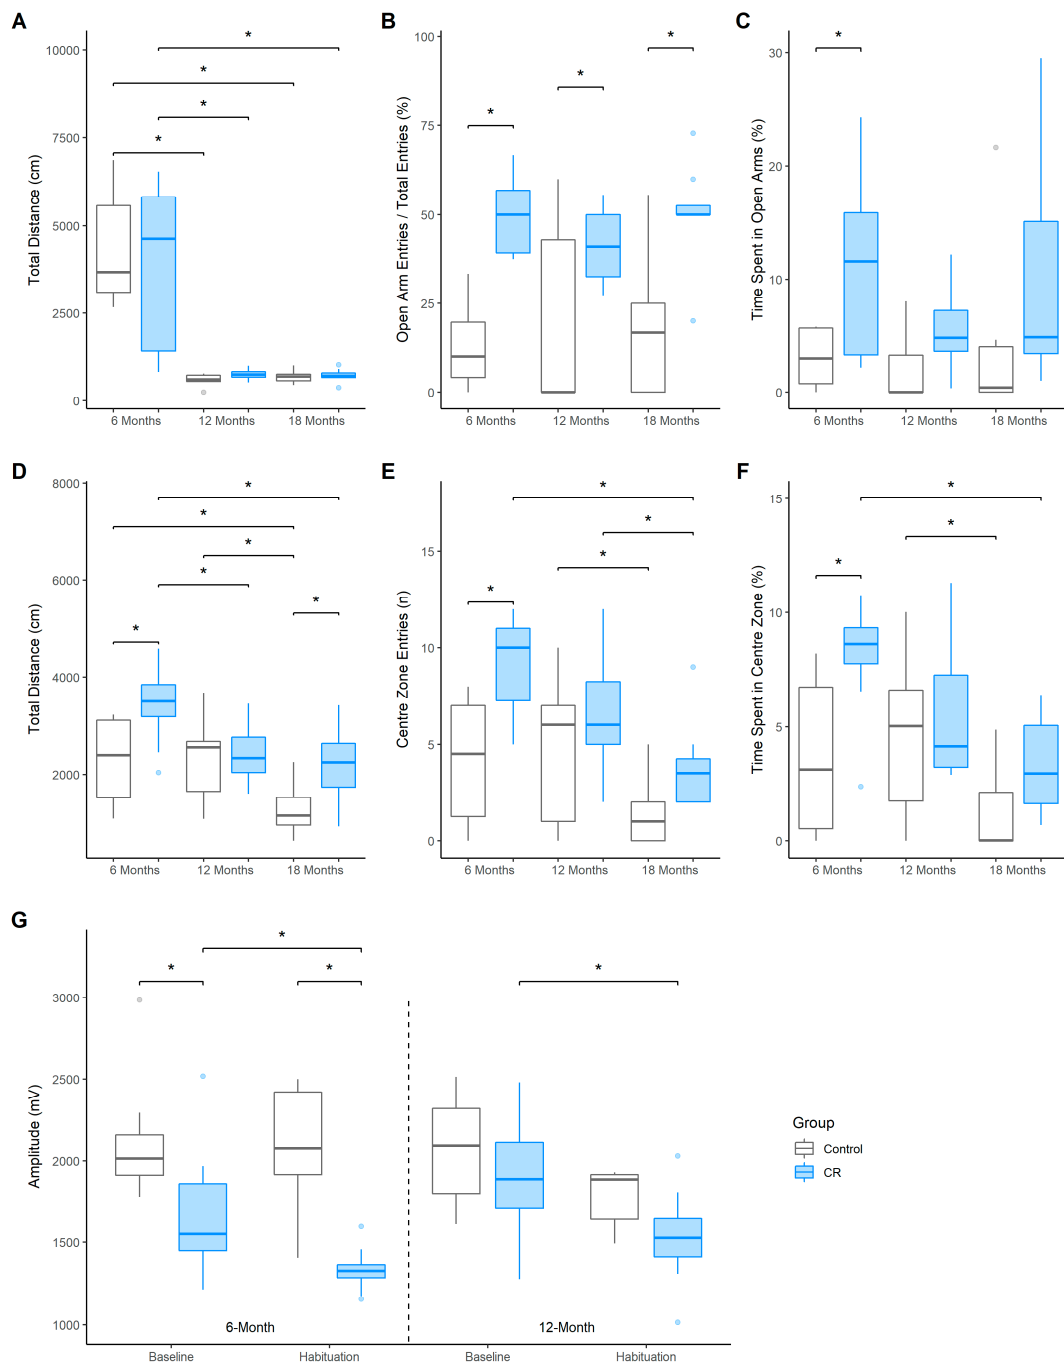 A
Total Distance (cm)
10000
7500
5000
2500
0
* * * *
6 Months 12 Months 18 Months
B
Open Arm Entries / Total Entries (%)
100
75
50
25
0
* * *
6 Months 12 Months 18 Months
C
Time Spent in Open Arms (%)
30
20
10
0
*
6 Months 12 Months 18 Months
D
Total Distance (cm)
8000
6000
4000
2000
* * * * * *
6 Months 12 Months 18 Months
E
Centre Zone Entries (n)
15
10
5
0
* * * *
6 Months 12 Months 18 Months
F
Time Spent in Centre Zone (%)
15
10
5
0
* * *
6 Months 12 Months 18 Months
G
Amplitude (mV)
3000
2500
2000
1500
1000
* * * *
6-Month 12-Month
Baseline Habituation Baseline Habituation
Group
Control
CR